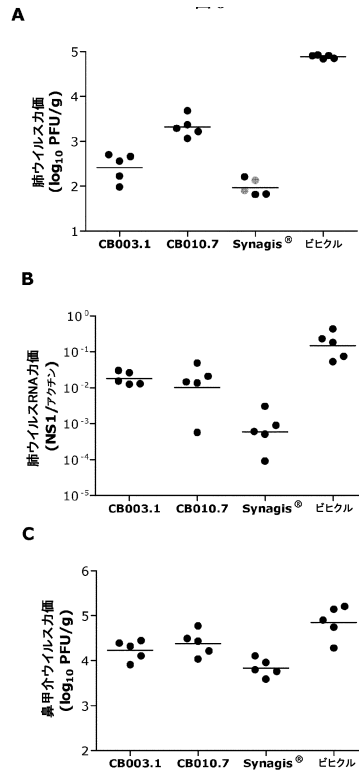 A
肺ウイルス力価
(log₁₀ PFU/g)
5
4
3
2
1
CB003.1 CB010.7 Synagis® ビヒクル
B
肺ウイルスRNA力価
(NS1/アクチン)
10⁰
10⁻¹
10⁻²
10⁻³
10⁻⁴
10⁻⁵
CB003.1 CB010.7 Synagis® ビヒクル
C
鼻甲介ウイルス力価
(log₁₀ PFU/g)
6
5
4
3
2
CB003.1 CB010.7 Synagis® ビヒクル